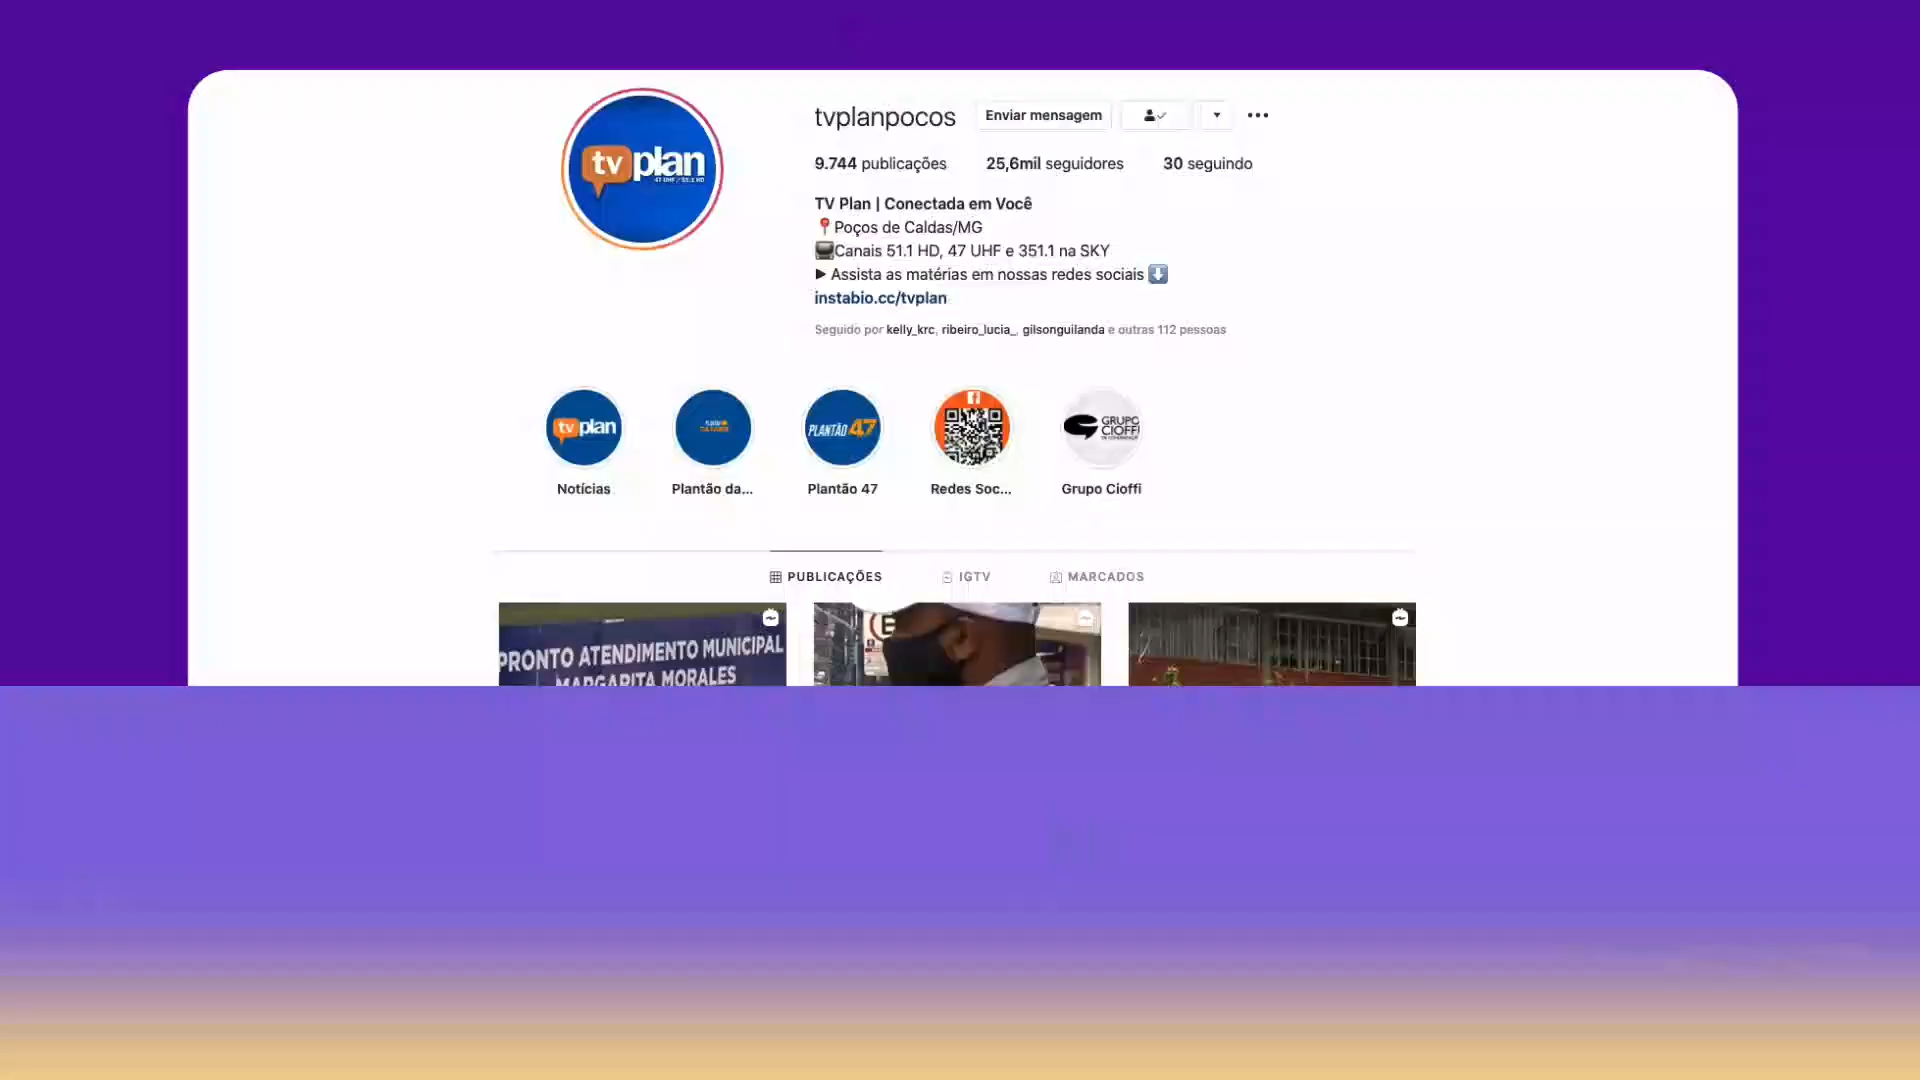 tvplan
tvplanpocos
Enviar mensagem
9.744 publicações 25,6mil seguidores 30 seguindo
TV Plan | Conectada em Você
📍Poços de Caldas/MG
📺Canais 51.1 HD, 47 UHF e 351.1 na SKY
▶ Assista as matérias em nossas redes sociais ⬇️
instabio.cc/tvplan
Seguido por kelly_krc, ribeiro_lucia_, gilsonguilanda e outras 112 pessoas
tvplan
PLANTÃO 47
GRUPO
CIOFFI
Notícias
Plantão da...
Plantão 47
Redes Soc...
Grupo Cioffi
PUBLICAÇÕES
IGTV
MARCADOS
PRONTO ATENDIMENTO MUNICIPAL
MARGARITA MORALES
E